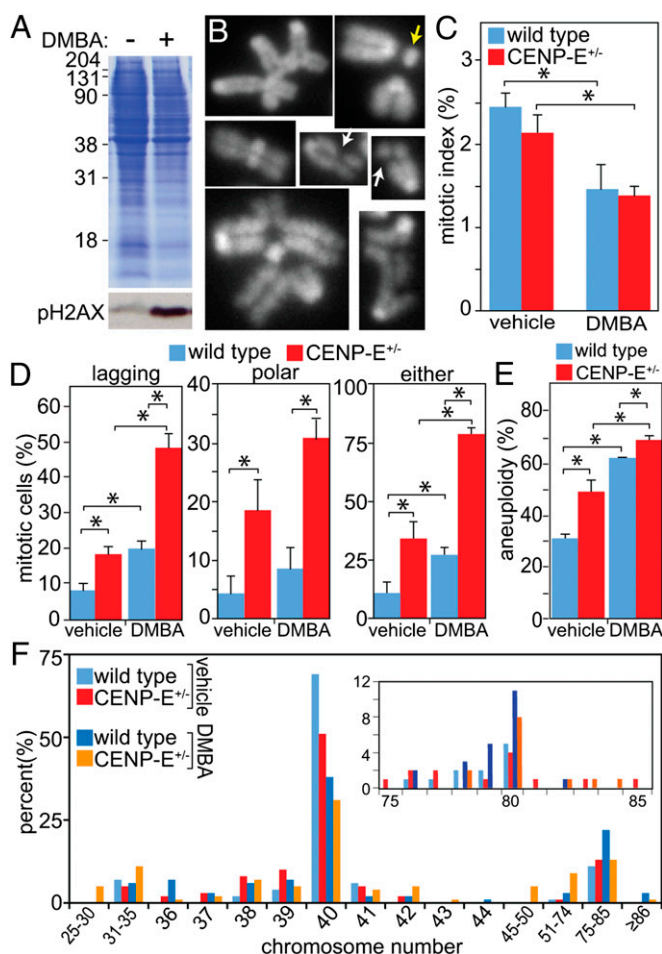 A
DMBA: - +
204
131
90
38
31
18
pH2AX
B
C
wild type
CENP-E+/-
mitotic index (%)
3
2
1
0
* *
vehicle DMBA
wild type CENP-E+/-
D
lagging polar either
mitotic cells (%)
60
50
40
30
20
10
0
* * * *
vehicle DMBA
40
30
20
10
0
* *
vehicle DMBA
100
75
50
25
0
* * * *
vehicle DMBA
E
wild type
CENP-E+/-
aneuploidy (%)
80
60
40
20
0
* * * *
vehicle DMBA
F
percent(%)
75
50
25
0
wild type
CENP-E+/-
vehicle
wild type
CENP-E+/-
DMBA
12
8
4
2
0
75 80 85
25-30 31-35 36 37 38 39 40 41 42 43 44 45-50 51-74 75-85 ≥86
chromosome number